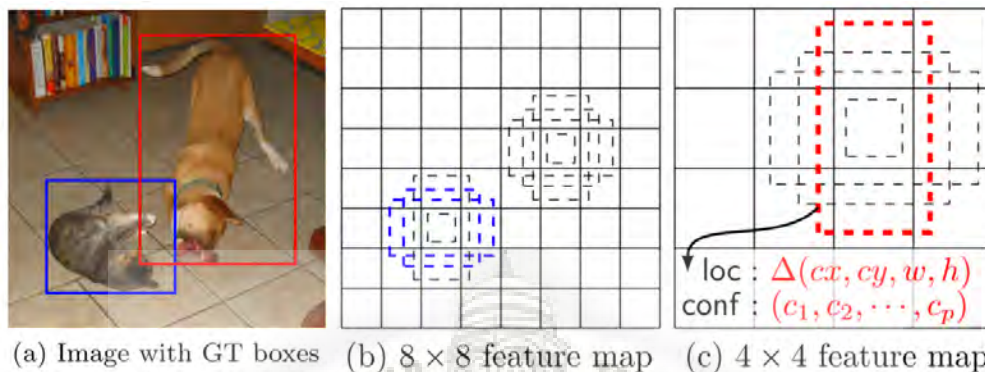 loc : Δ(cx, cy, w, h)
conf : (c₁, c₂, ⋯, cₚ)
(a) Image with GT boxes
(b) 8 × 8 feature map
(c) 4 × 4 feature map